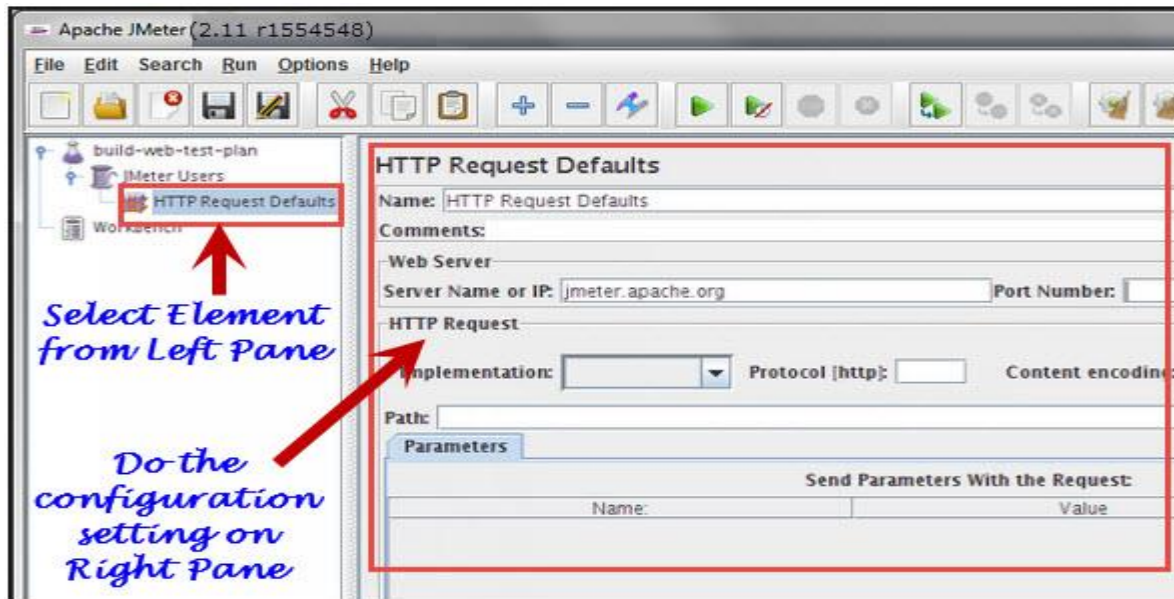 Apache JMeter (2.11 r1554548)
File Edit Search Run Options Help
build-web-test-plan
JMeter Users
HTTP Request Defaults
WorkBench
Select Element
from Left Pane
Do the
configuration
setting on
Right Pane
HTTP Request Defaults
Name: HTTP Request Defaults
Comments:
Web Server
Server Name or IP: jmeter.apache.org Port Number:
HTTP Request
Implementation: Protocol [http]: Content encoding:
Path:
Parameters
Send Parameters With the Request:
Name: Value